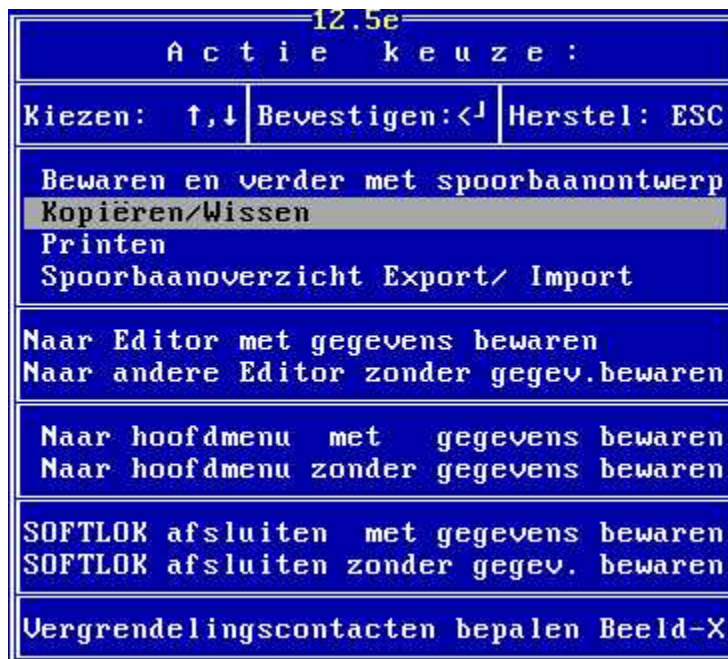 12.5e
Actie keuze:
Kiezen: ↑,↓ Bevestigen:<┘ Herstel: ESC
Bewaren en verder met spoorbaanontwerp
Kopiëren/Wissen
Printen
Spoorbaanoverzicht Export/ Import
Naar Editor met gegevens bewaren
Naar andere Editor zonder gegev.bewaren
Naar hoofdmenu met gegevens bewaren
Naar hoofdmenu zonder gegevens bewaren
SOFTLOK afsluiten met gegevens bewaren
SOFTLOK afsluiten zonder gegev. bewaren
Vergrendelingscontacten bepalen Beeld-X